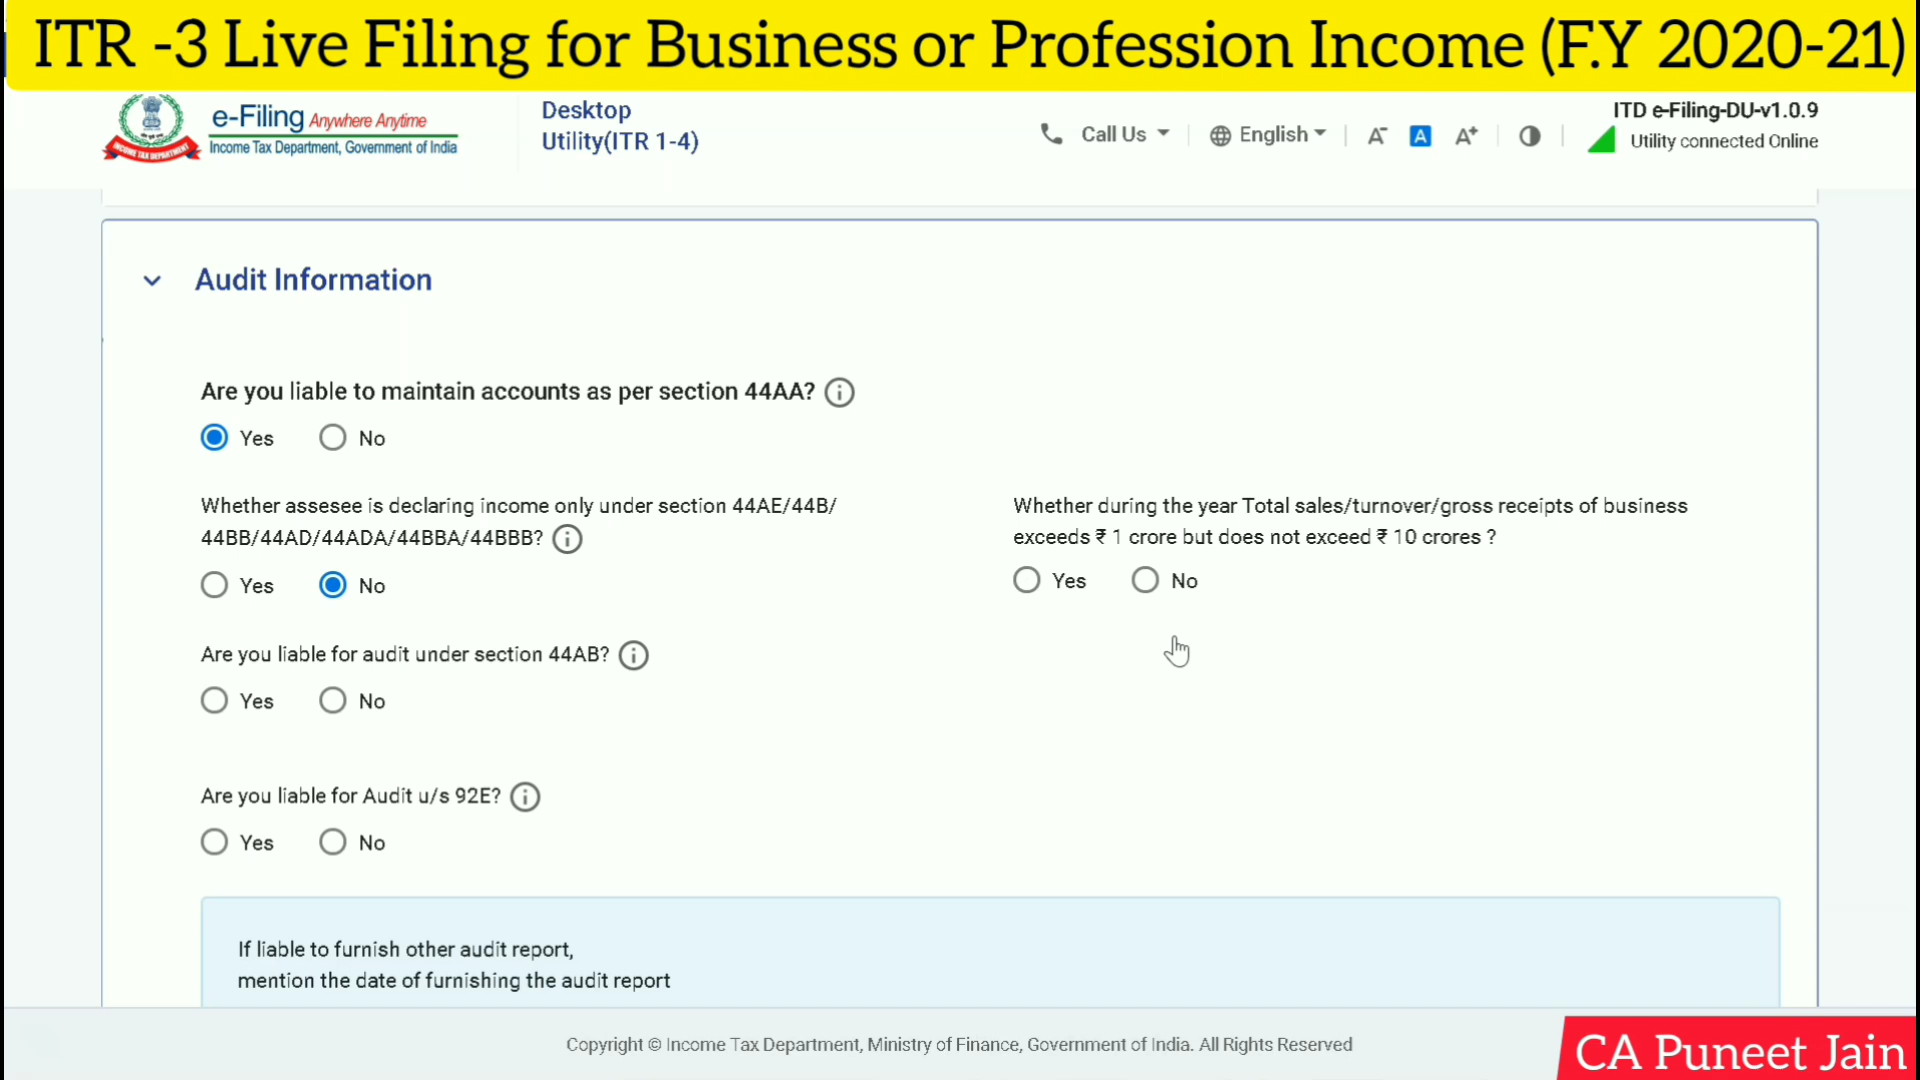 ITR -3 Live Filing for Business or Profession Income (F.Y 2020-21)
e-Filing Anywhere Anytime
Income Tax Department, Government of India
INCOME TAX DEPARTMENT
Desktop
Utility(ITR 1-4)
Call Us
English
A-
A
A+
ITD e-Filing-DU-v1.0.9
Utility connected Online
Audit Information
Are you liable to maintain accounts as per section 44AA?
Yes No
Whether assesee is declaring income only under section 44AE/44B/
44BB/44AD/44ADA/44BBA/44BBB?
Yes No
Whether during the year Total sales/turnover/gross receipts of business
exceeds ₹ 1 crore but does not exceed ₹ 10 crores ?
Yes No
Are you liable for audit under section 44AB?
Yes No
Are you liable for Audit u/s 92E?
Yes No
If liable to furnish other audit report,
mention the date of furnishing the audit report
Copyright © Income Tax Department, Ministry of Finance, Government of India. All Rights Reserved
CA Puneet Jain